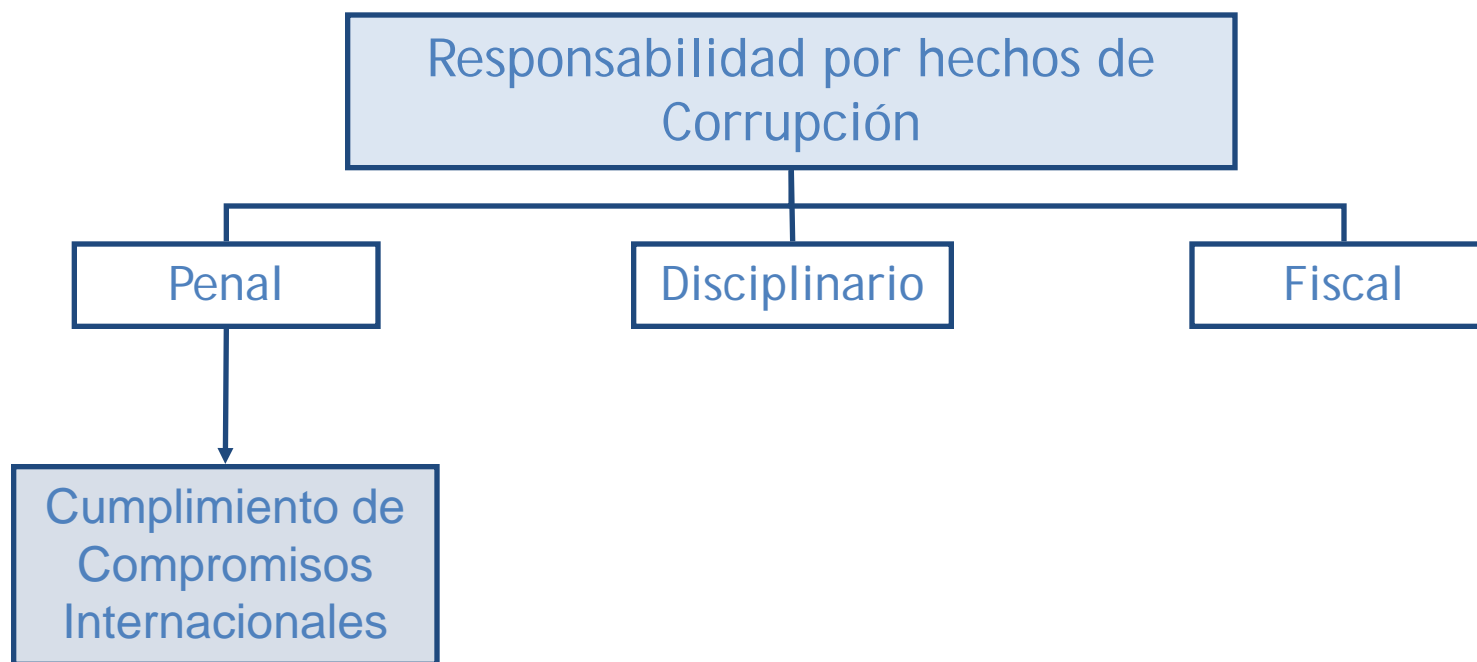 Responsabilidad por hechos de
Corrupción
Penal
Disciplinario
Fiscal
Cumplimiento de
Compromisos
Internacionales